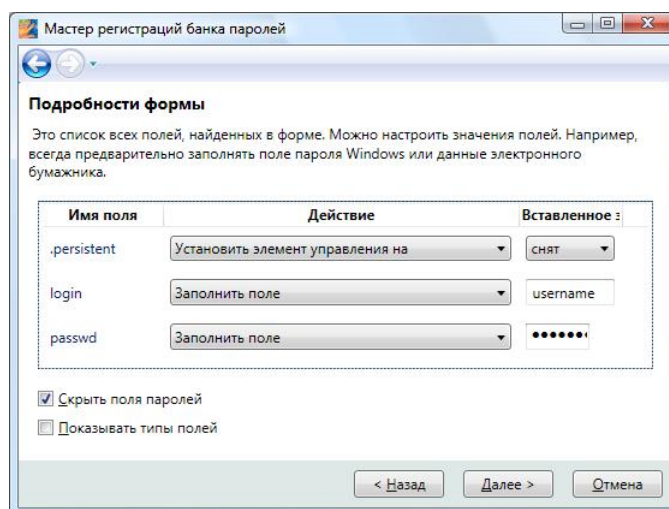 Мастер регистраций банка паролей
Подробности формы
Это список всех полей, найденных в форме. Можно настроить значения полей. Например,
всегда предварительно заполнять поле пароля Windows или данные электронного
бумажника.
Имя поля Действие Вставленное з
.persistent Установить элемент управления на снят
login Заполнить поле username
passwd Заполнить поле
Скрыть поля паролей
Показывать типы полей
< Назад Далее > Отмена